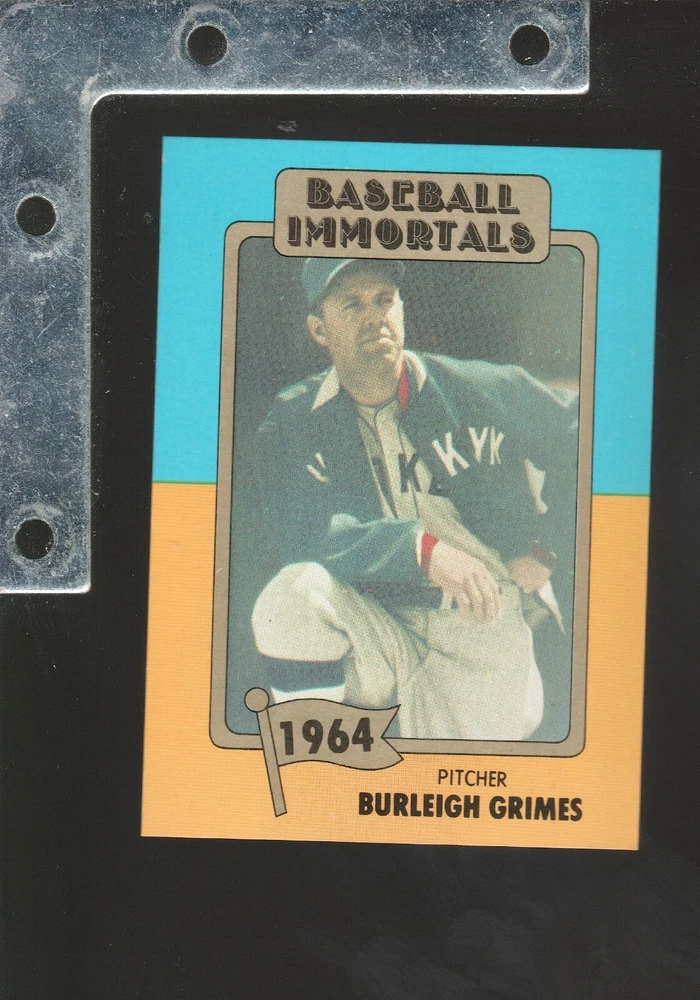 BASEBALL
IMMORTALS
1964
PITCHER
BURLEIGH GRIMES